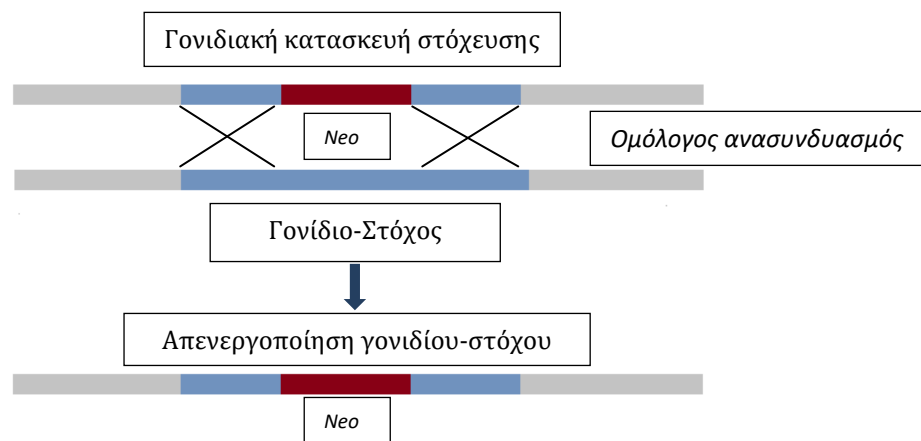 Γονιδιακή κατασκευή στόχευσης
Neo
Ομόλογος ανασυνδυασμός
Γονίδιο-Στόχος
Απενεργοποίηση γονιδίου-στόχου
Neo